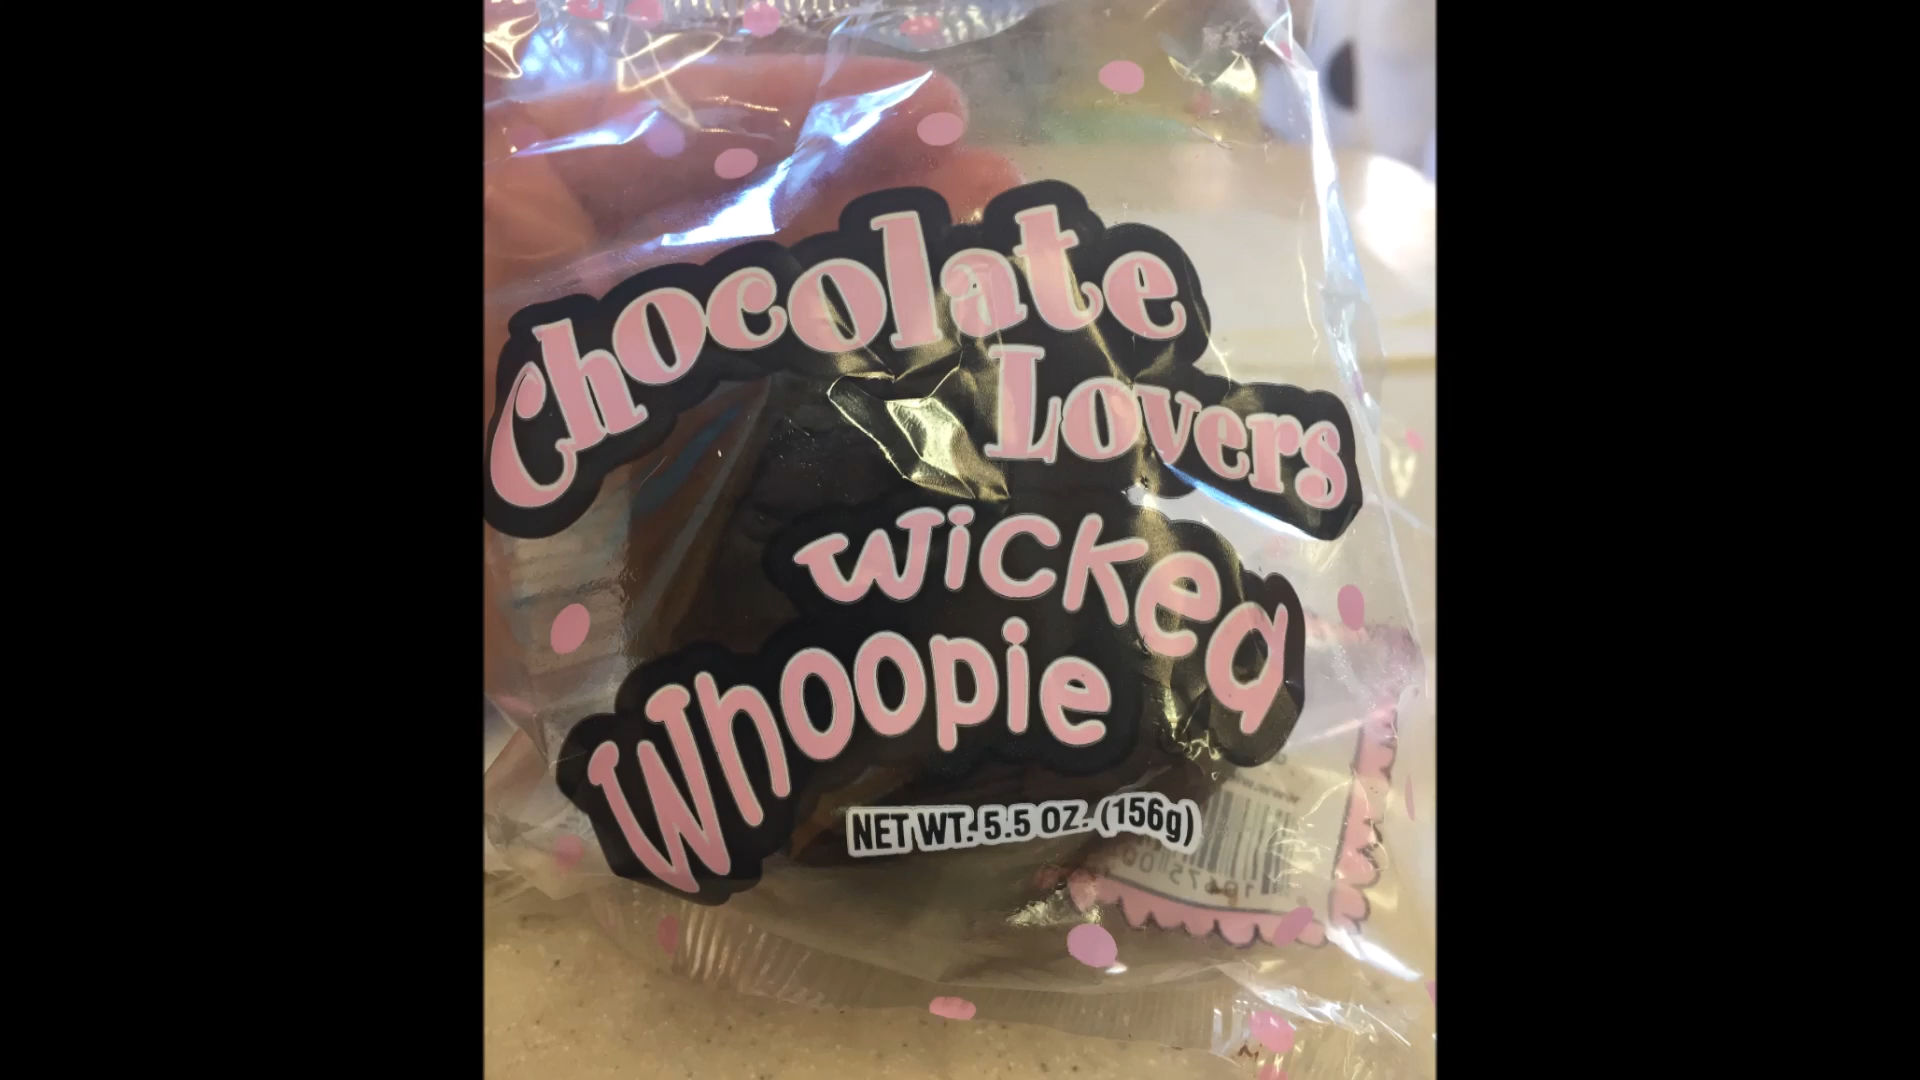 Chocolate
Lovers
Wicked
Whoopie
NET WT. 5.5 OZ. (156g)